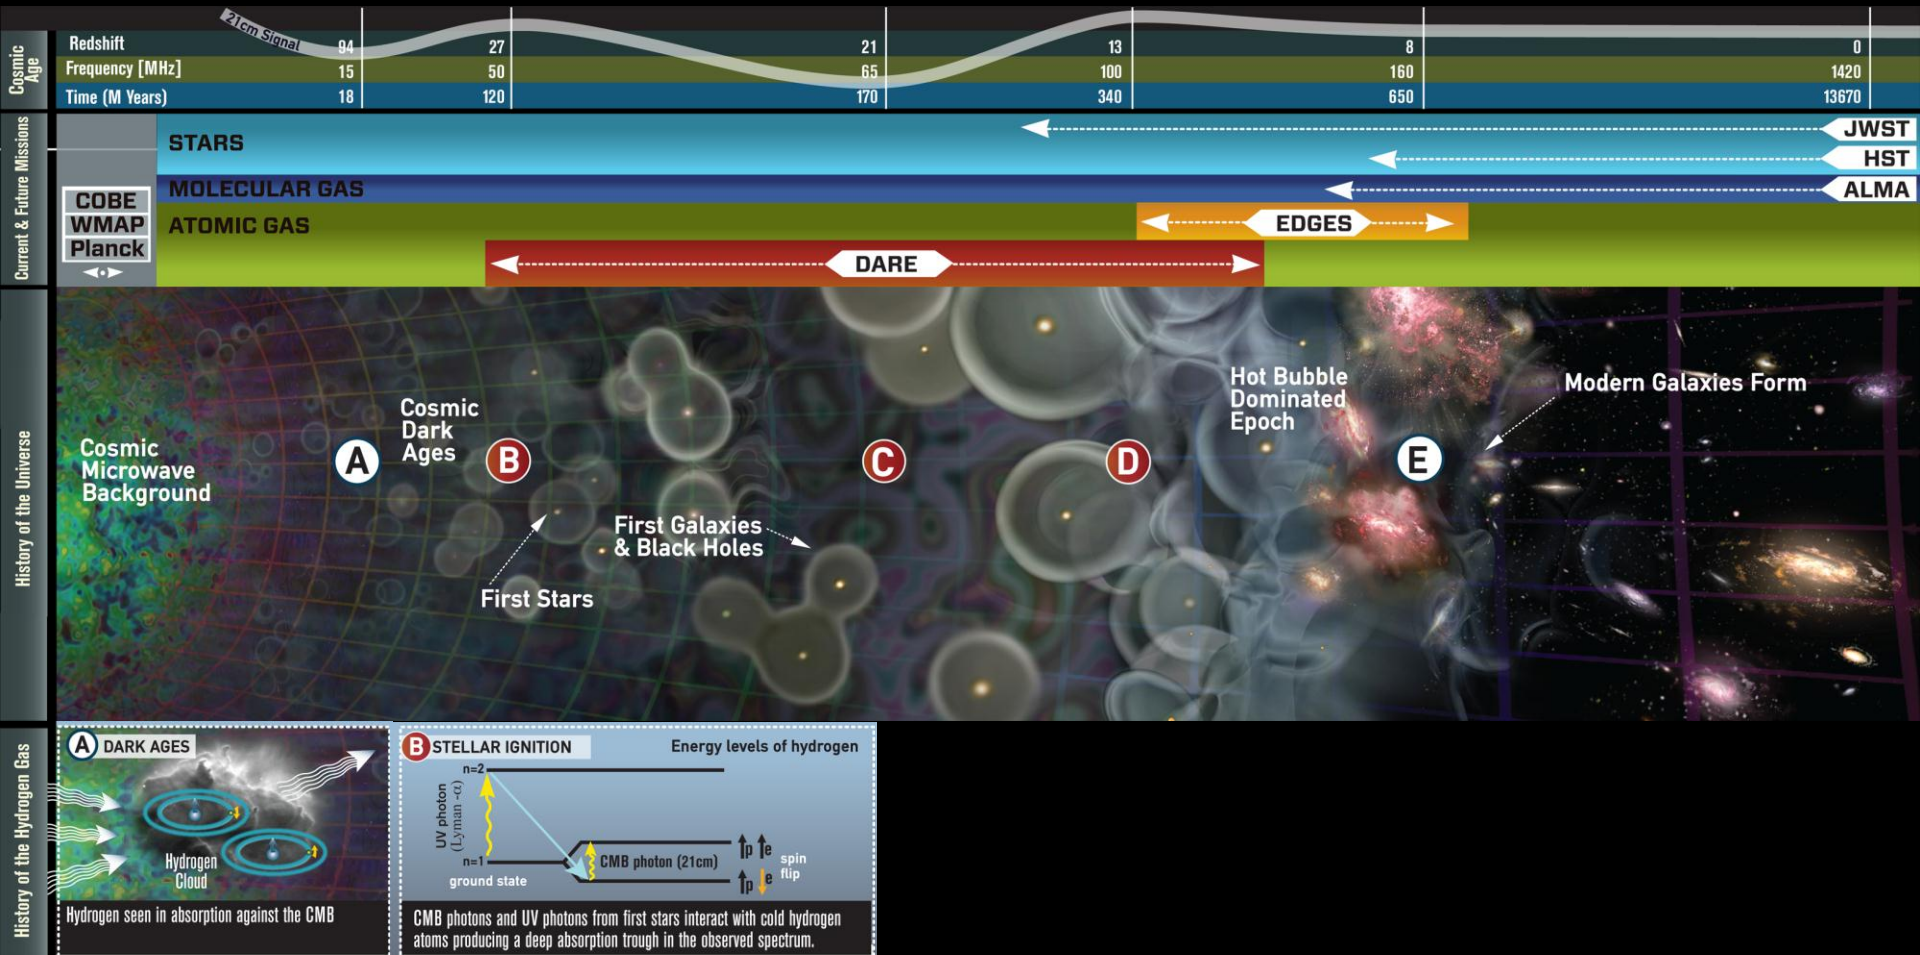 21cm Signal
Cosmic
Age
Redshift 94 27 21 13 8 0
Frequency [MHz] 15 50 65 100 160 1420
Time (M Years) 18 120 170 340 650 13670
Current & Future Missions
STARS
JWST
HST
MOLECULAR GAS
ALMA
COBE
WMAP
Planck
ATOMIC GAS
EDGES
DARE
History of the Universe
Cosmic
Microwave
Background
A
Cosmic
Dark
Ages
B
First Stars
First Galaxies
& Black Holes
C
D
Hot Bubble
Dominated
Epoch
E
Modern Galaxies Form
History of the Hydrogen Gas
A DARK AGES
Hydrogen
Cloud
Hydrogen seen in absorption against the CMB
B STELLAR IGNITION
Energy levels of hydrogen
n=2
UV photon
(Lyman -α)
n=1
ground state
CMB photon (21cm)
p e
p e
spin
flip
CMB photons and UV photons from first stars interact with cold hydrogen
atoms producing a deep absorption trough in the observed spectrum.